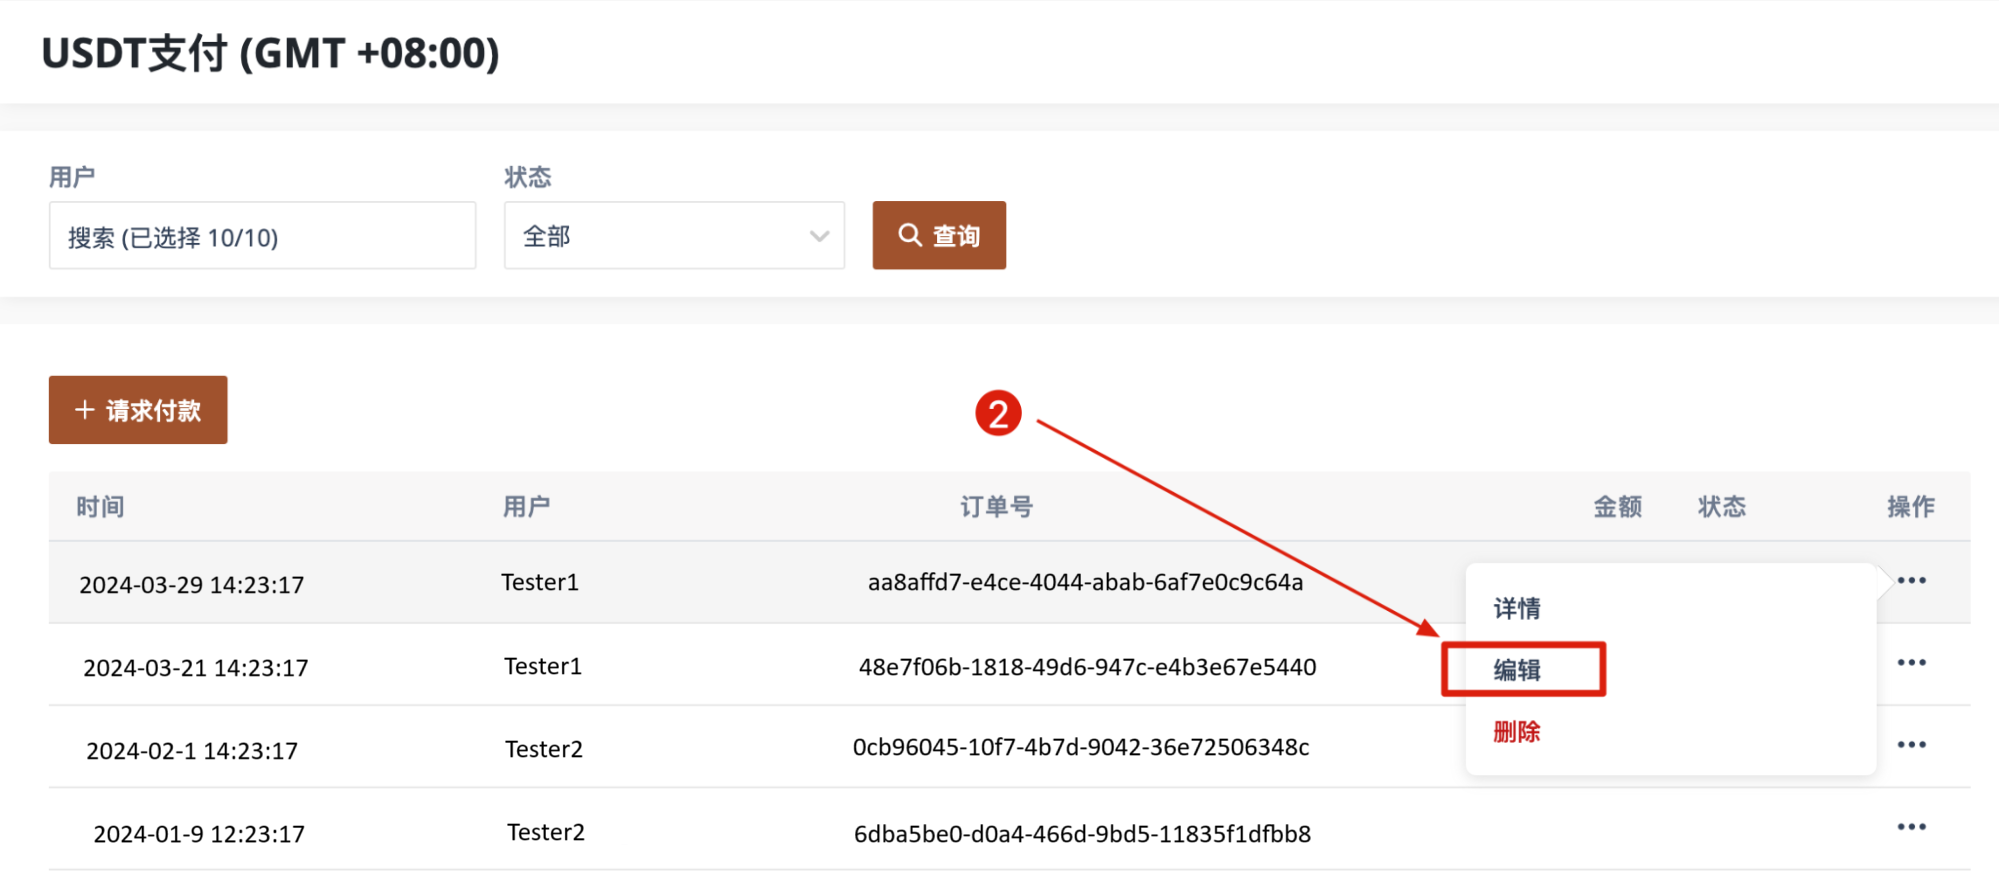 USDT支付 (GMT +08:00)
用户 状态
搜索 (已选择 10/10) 全部 查询
+ 请求付款
2
时间 用户 订单号 金额 状态 操作
2024-03-29 14:23:17 Tester1 aa8affd7-e4ce-4044-abab-6af7e0c9c64a •••
详情
2024-03-21 14:23:17 Tester1 48e7f06b-1818-49d6-947c-e4b3e67e5440 编辑 •••
删除
2024-02-1 14:23:17 Tester2 0cb96045-10f7-4b7d-9042-36e72506348c •••
2024-01-9 12:23:17 Tester2 6dba5be0-d0a4-466d-9bd5-11835f1dfbb8 •••